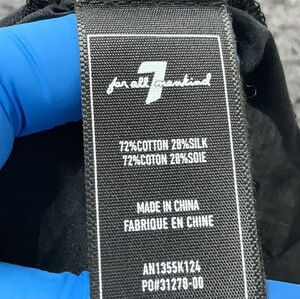 7
for all mankind
72%COTTON 28%SILK
72%COTON 28%SOIE
MADE IN CHINA
FABRIQUE EN CHINE
AN1355K124
PO#31278-00